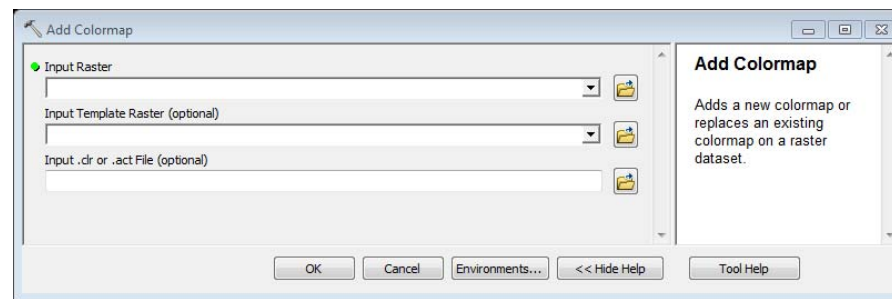 Add Colormap
Input Raster
Input Template Raster (optional)
Input .clr or .act File (optional)
Add Colormap
Adds a new colormap or
replaces an existing
colormap on a raster
dataset.
OK
Cancel
Environments...
<< Hide Help
Tool Help